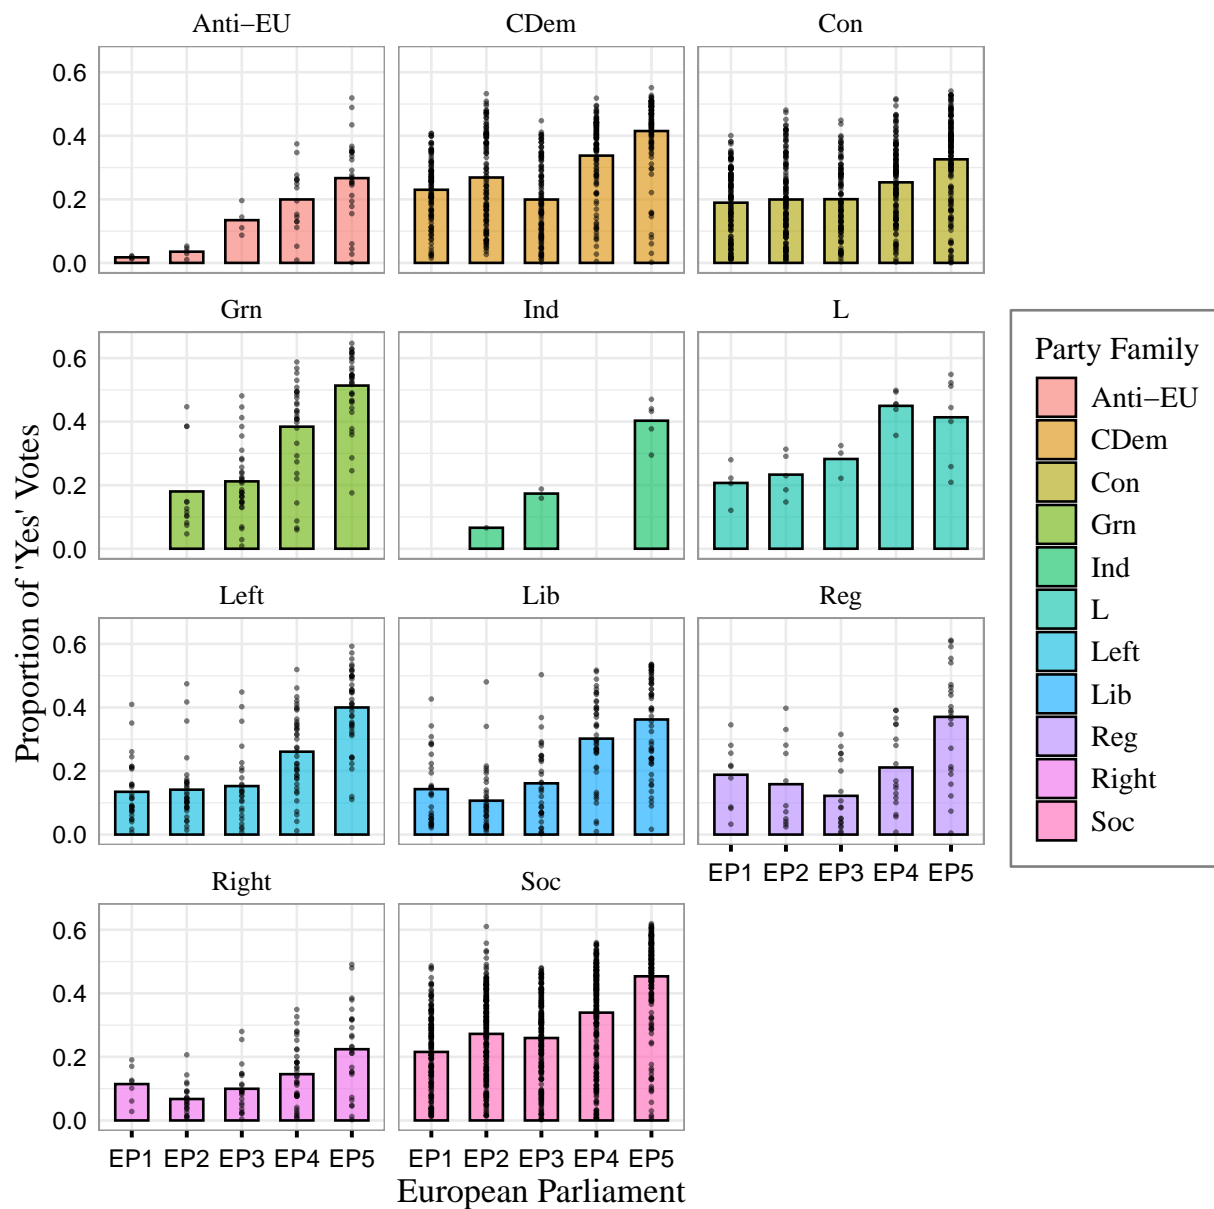 Anti−EU CDem Con
0.6
0.4
0.2
0.0
Grn Ind L
0.6
0.4
0.2
0.0
Left Lib Reg
0.6
0.4
0.2
0.0
EP1 EP2 EP3 EP4 EP5
Right Soc
0.6
0.4
0.2
0.0
EP1 EP2 EP3 EP4 EP5 EP1 EP2 EP3 EP4 EP5
European Parliament
Proportion of 'Yes' Votes
Party Family
Anti−EU
CDem
Con
Grn
Ind
L
Left
Lib
Reg
Right
Soc